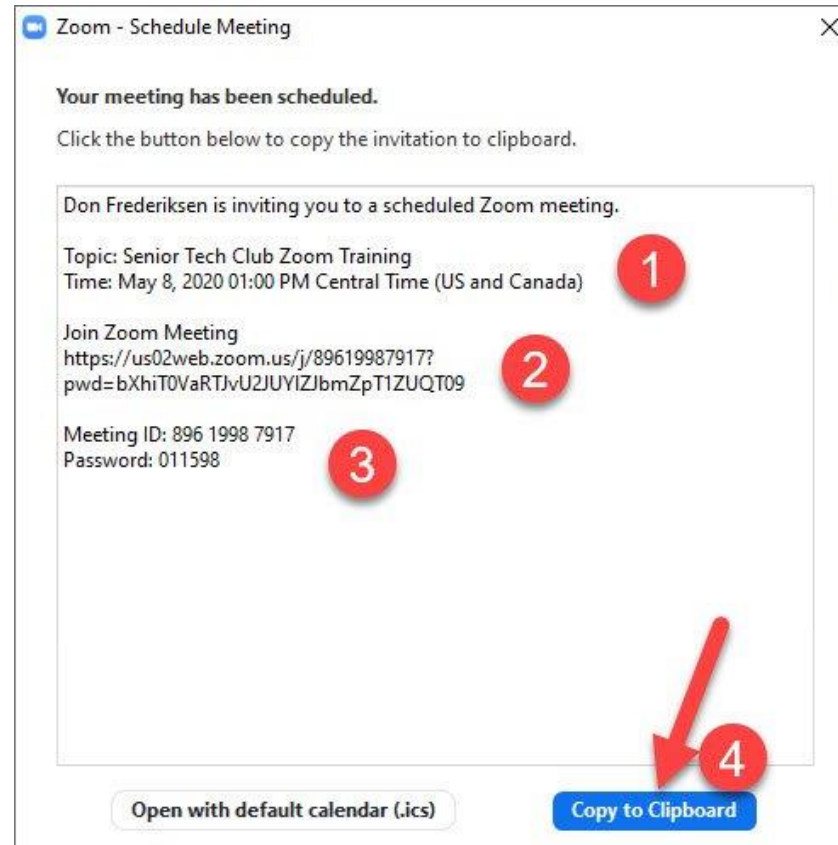 Zoom - Schedule Meeting
Your meeting has been scheduled.
Click the button below to copy the invitation to clipboard.
Don Frederiksen is inviting you to a scheduled Zoom meeting.
Topic: Senior Tech Club Zoom Training
Time: May 8, 2020 01:00 PM Central Time (US and Canada)
1
Join Zoom Meeting
https://us02web.zoom.us/j/89619987917?
pwd=bXhiT0VaRTJvU2JUYlZJbmZpT1ZUQT09
2
Meeting ID: 896 1998 7917
Password: 011598
3
4
Open with default calendar (.ics)
Copy to Clipboard